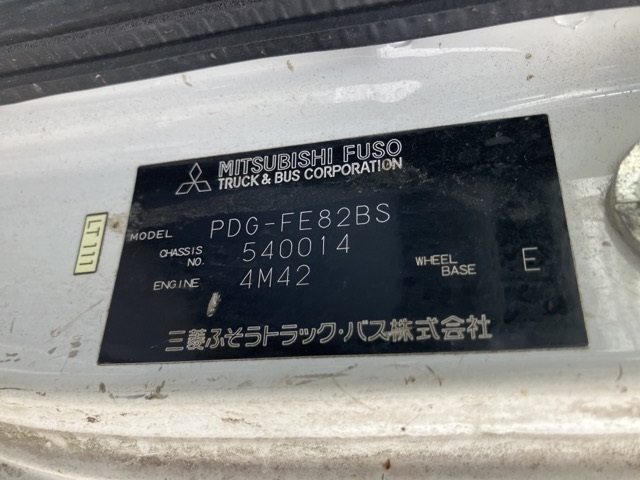 MITSUBISHI FUSO
TRUCK & BUS CORPORATION
MODEL PDG-FE82BS
CHASSIS NO. 540014
ENGINE 4M42
WHEEL BASE E
三菱ふそうトラック・バス株式会社
LT111